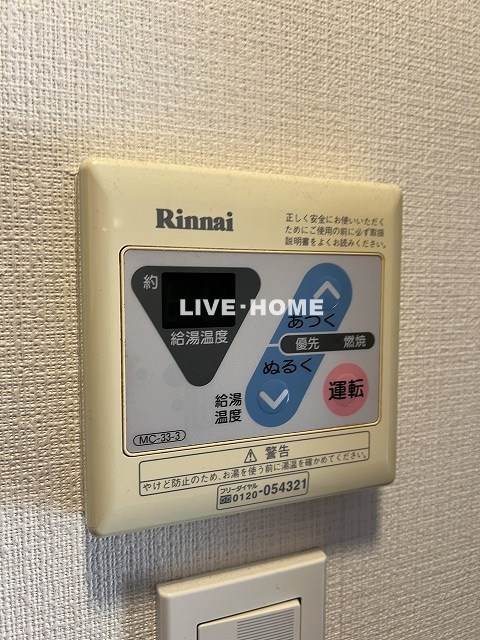 Rinnai
正しく安全にお使いいただく
ためにご使用の前に必ず取扱
説明書をよくお読みください。
約
給湯温度
LIVE·HOME
あつく
優先 燃焼
ぬるく
給湯
温度
運転
MC-33-3
⚠ 警告
やけど防止のため、お湯を使う前に湯温を確かめてください。
フリーダイヤル
0120-054321